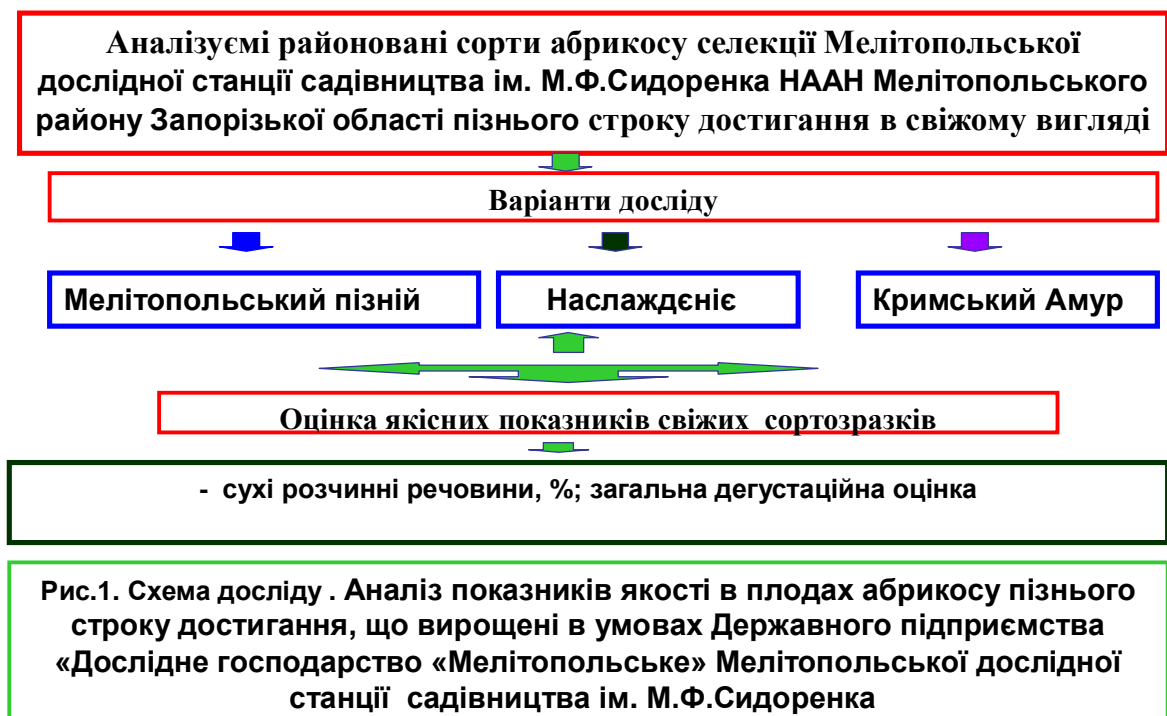 Аналізуємі районовані сорти абрикосу селекції Мелітопольської
дослідної станції садівництва ім. М.Ф.Сидоренка НААН Мелітопольського
району Запорізької області пізнього строку достигання в свіжому вигляді
Варіанти досліду
Мелітопольський пізній
Наслаждєніє
Кримський Амур
Оцінка якісних показників свіжих сортозразків
- сухі розчинні речовини, %; загальна дегустаційна оцінка
Рис.1. Схема досліду . Аналіз показників якості в плодах абрикосу пізнього
строку достигання, що вирощені в умовах Державного підприємства
«Дослідне господарство «Мелітопольське» Мелітопольської дослідної
станції садівництва ім. М.Ф.Сидоренка